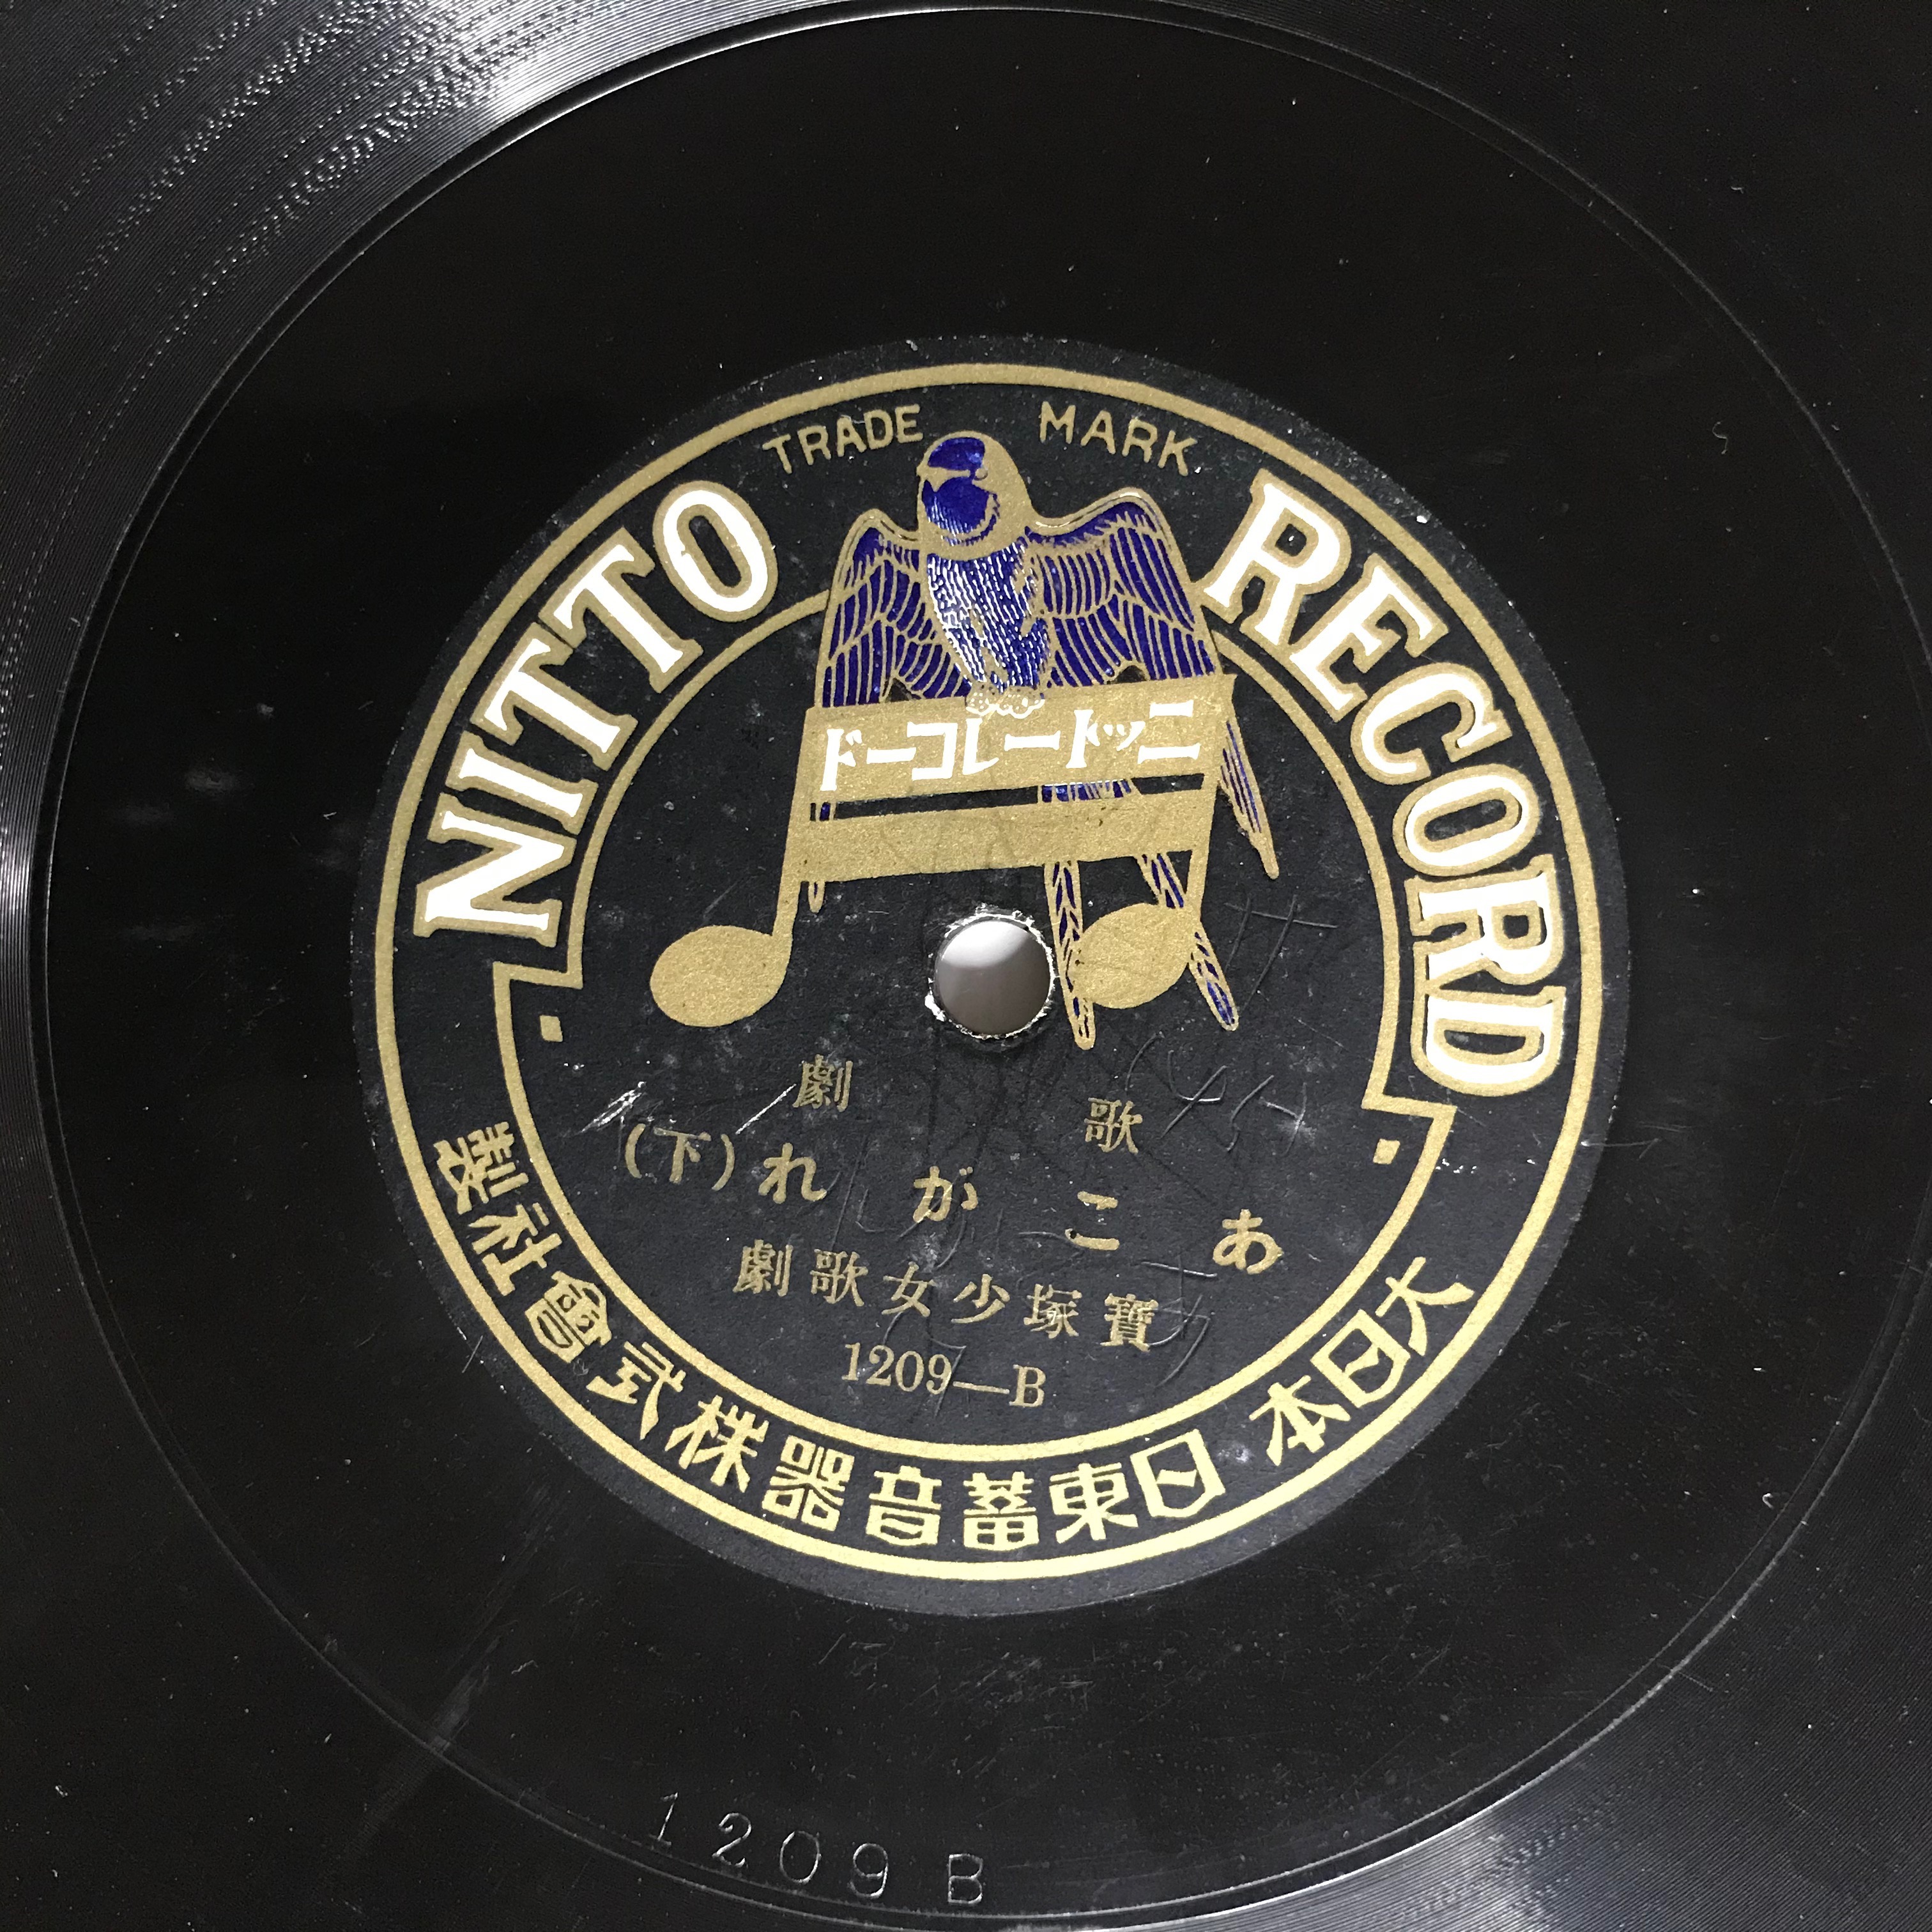 TRADE MARK
NITTO RECORD
ニットーレコード
歌劇
あこがれ(下)
寶塚少女歌劇
1209—B
大日本 日東蓄音器株式會社製
1209 B